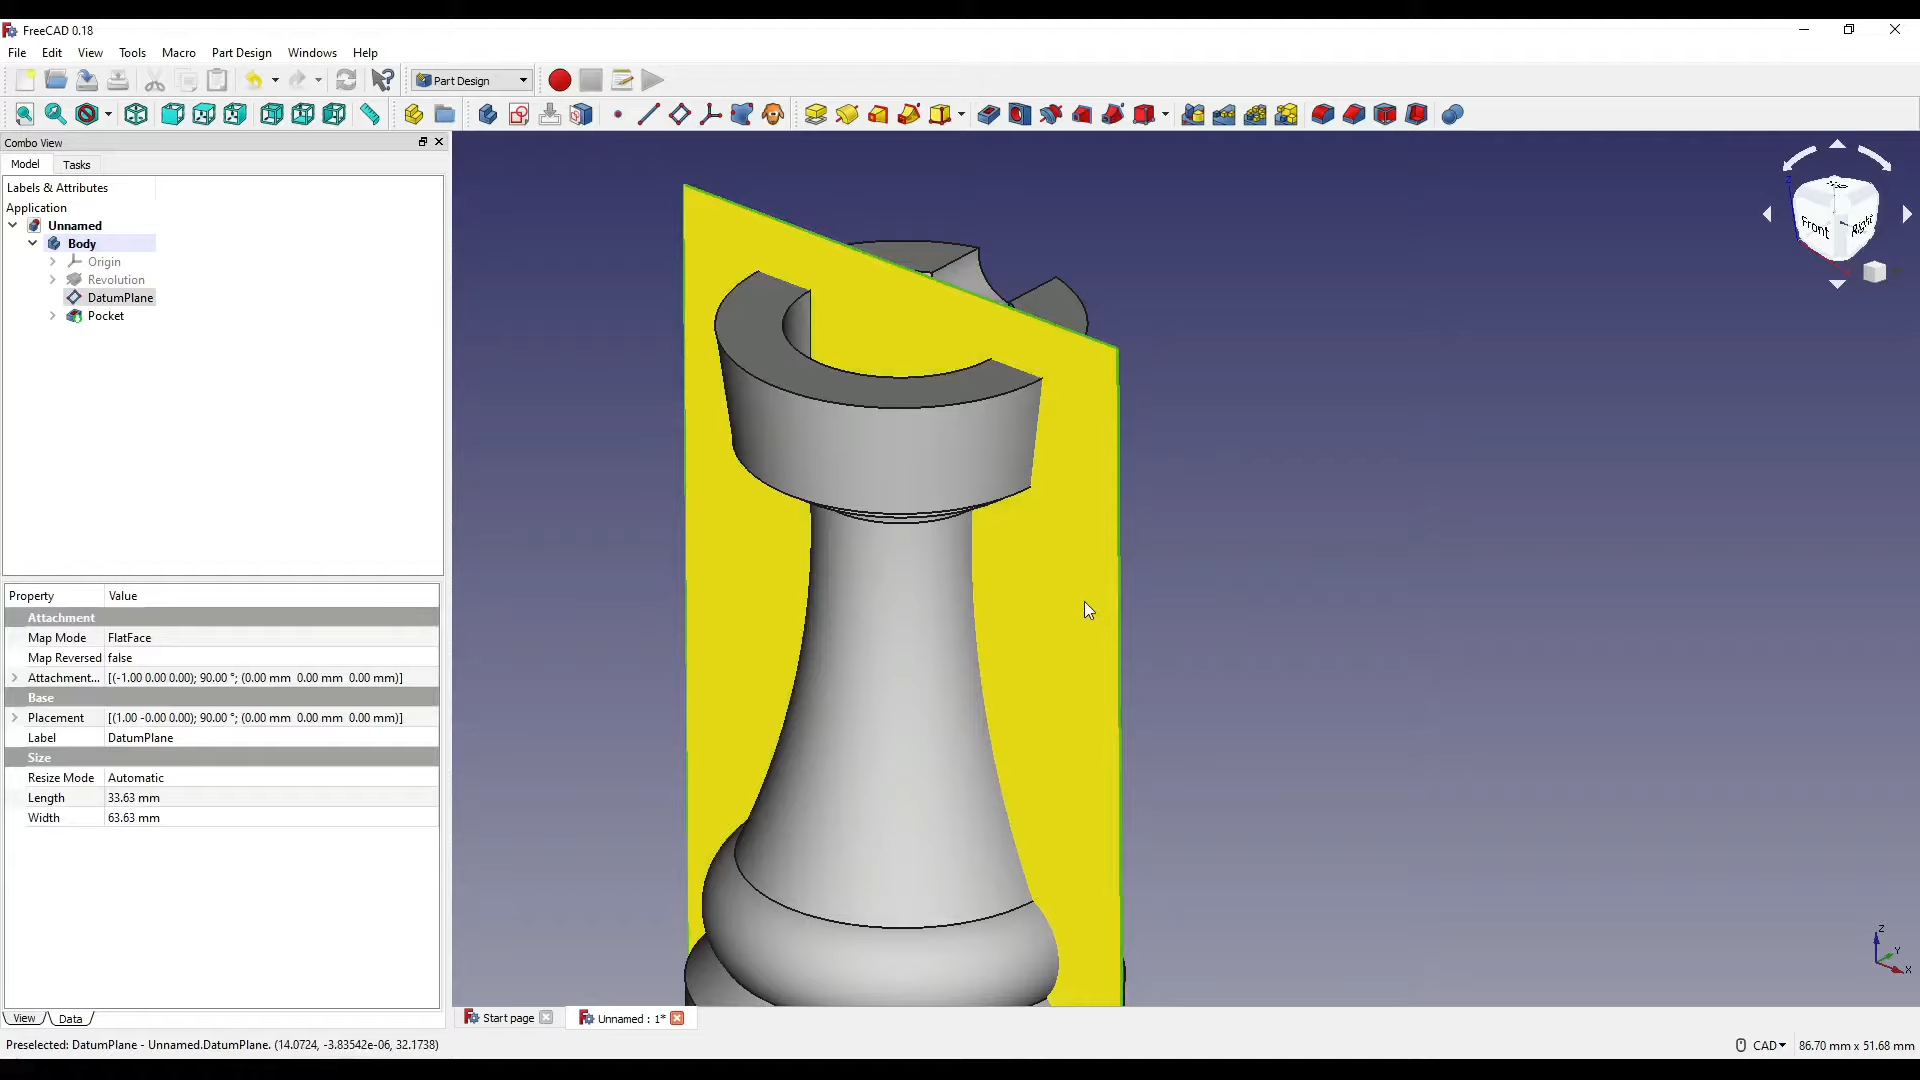 FreeCAD 0.18
File Edit View Tools Macro Part Design Windows Help
Part Design
Combo View
Model Tasks
Labels & Attributes
Application
Unnamed
Body
Origin
Revolution
DatumPlane
Pocket
Front
Right
Property Value
Attachment
Map Mode FlatFace
Map Reversed false
Attachment... [(-1.00 0.00 0.00); 90.00 °; (0.00 mm 0.00 mm 0.00 mm)]
Base
Placement [(1.00 -0.00 0.00); 90.00 °; (0.00 mm 0.00 mm 0.00 mm)]
Label DatumPlane
Size
Resize Mode Automatic
Length 33.63 mm
Width 63.63 mm
Z
Y
X
View Data
Start page
Unnamed : 1*
Preselected: DatumPlane - Unnamed.DatumPlane. (14.0724, -3.83542e-06, 32.1738)
CAD
86.70 mm x 51.68 mm